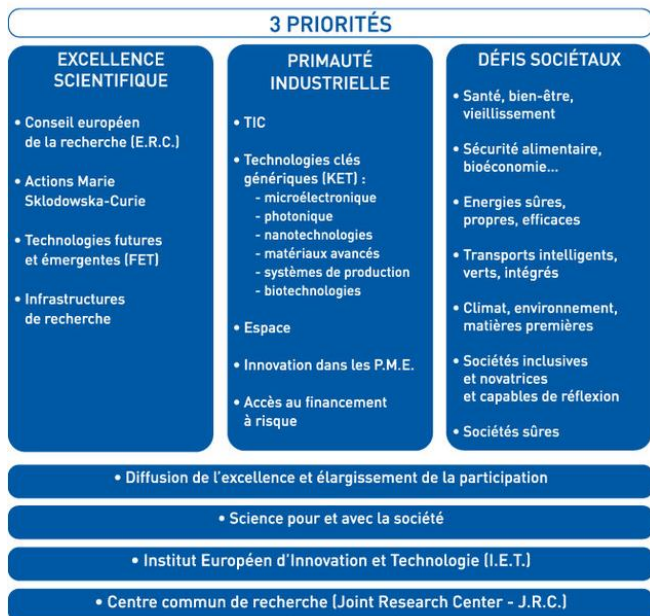 3 PRIORITÉS
EXCELLENCE
SCIENTIFIQUE
• Conseil européen
de la recherche (E.R.C.)
• Actions Marie
Sklodowska-Curie
• Technologies futures
et émergentes (FET)
• Infrastructures
de recherche
PRIMAUTÉ
INDUSTRIELLE
• TIC
• Technologies clés
génériques (KET) :
- microélectronique
- photonique
- nanotechnologies
- matériaux avancés
- systèmes de production
- biotechnologies
• Espace
• Innovation dans les P.M.E.
• Accès au financement
à risque
DÉFIS SOCIÉTAUX
• Santé, bien-être,
vieillissement
• Sécurité alimentaire,
bioéconomie...
• Energies sûres,
propres, efficaces
• Transports intelligents,
verts, intégrés
• Climat, environnement,
matières premières
• Sociétés inclusives
et novatrices
et capables de réflexion
• Sociétés sûres
• Diffusion de l'excellence et élargissement de la participation
• Science pour et avec la société
• Institut Européen d'Innovation et Technologie (I.E.T.)
• Centre commun de recherche (Joint Research Center - J.R.C.)